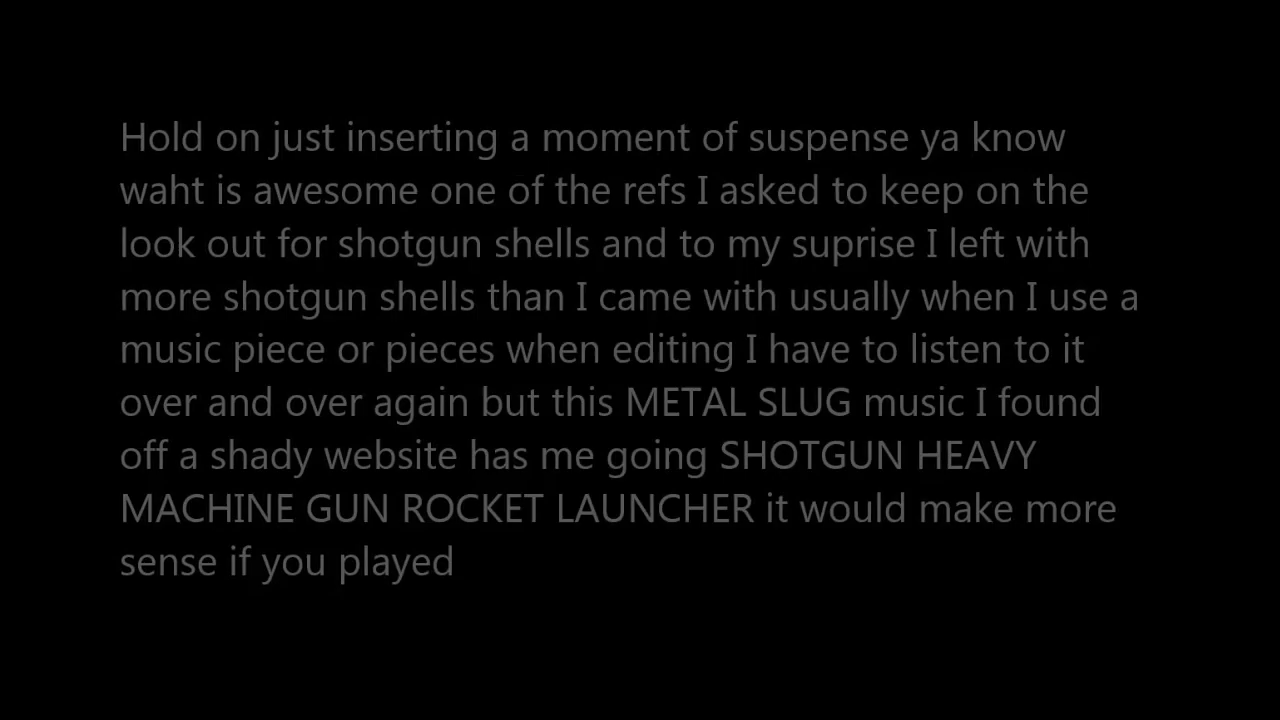 Hold on just inserting a moment of suspense ya know
waht is awesome one of the refs I asked to keep on the
look out for shotgun shells and to my suprise I left with
more shotgun shells than I came with usually when I use a
music piece or pieces when editing I have to listen to it
over and over again but this METAL SLUG music I found
off a shady website has me going SHOTGUN HEAVY
MACHINE GUN ROCKET LAUNCHER it would make more
sense if you played